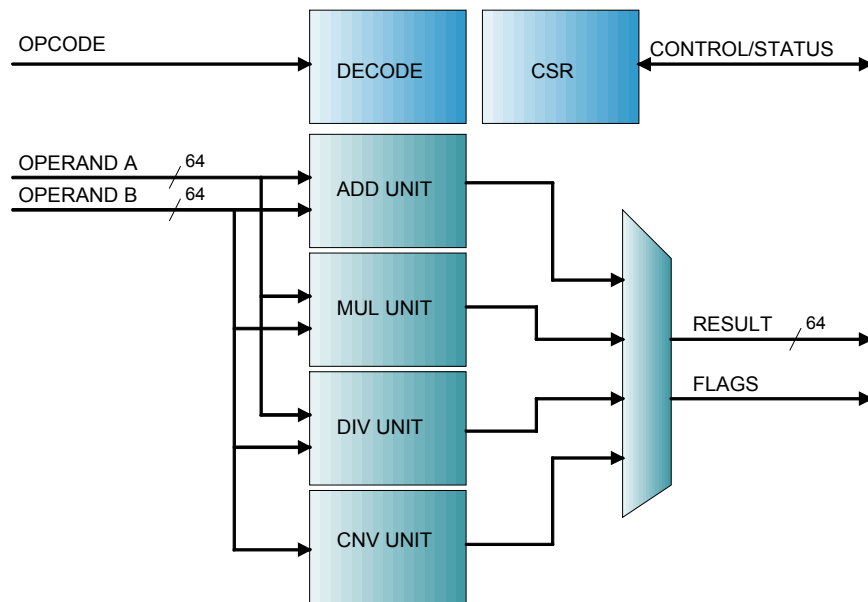 OPCODE
DECODE
CSR
CONTROL/STATUS
OPERAND A
64
OPERAND B
64
ADD UNIT
MUL UNIT
RESULT
64
FLAGS
DIV UNIT
CNV UNIT